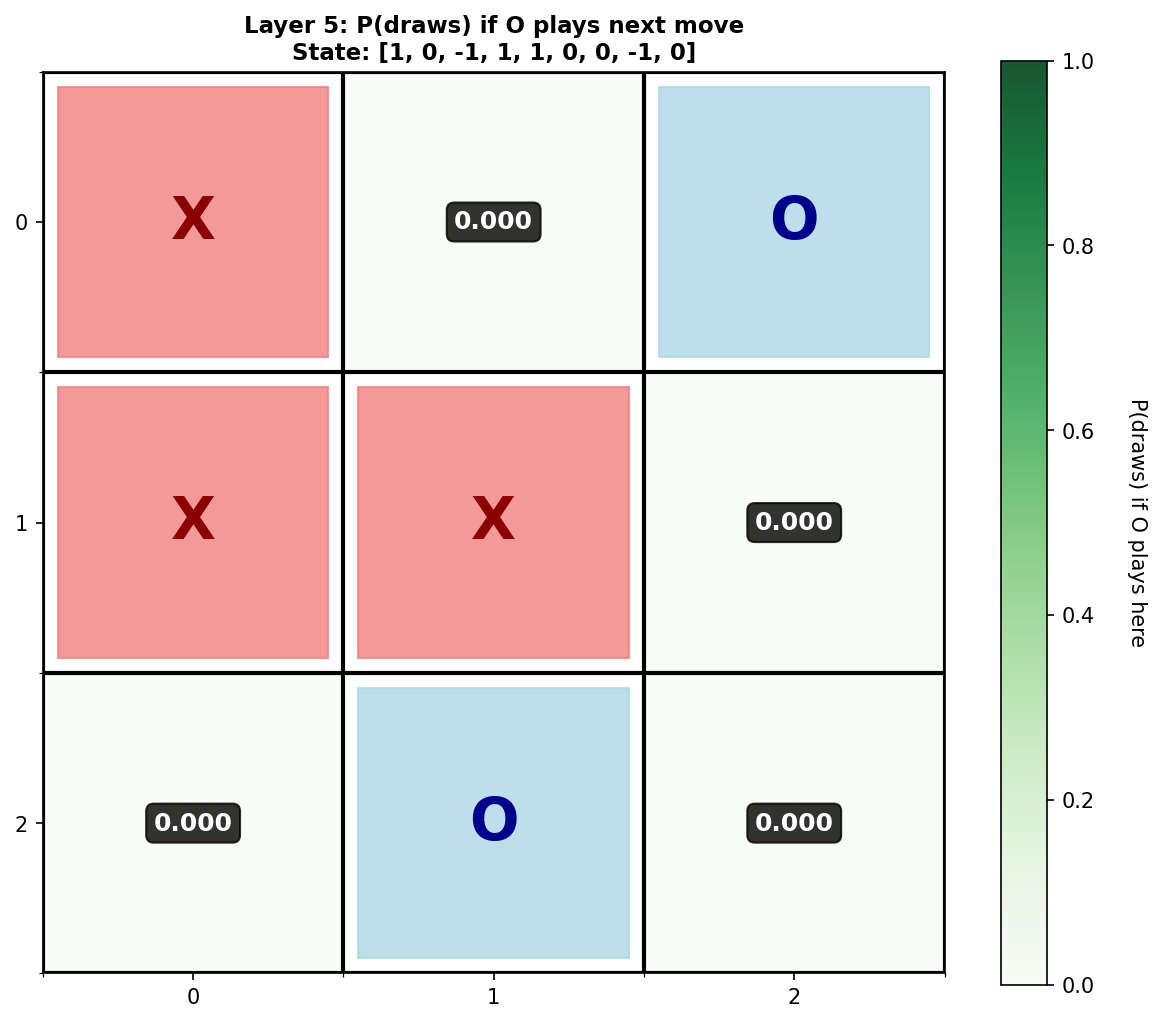 Layer 5: P(draws) if O plays next move
State: [1, 0, -1, 1, 1, 0, 0, -1, 0]
0
X
0.000
O
1
X
X
0.000
2
0.000
O
0.000
0
1
2
1.0
0.8
0.6
0.4
0.2
0.0
P(draws) if O plays here